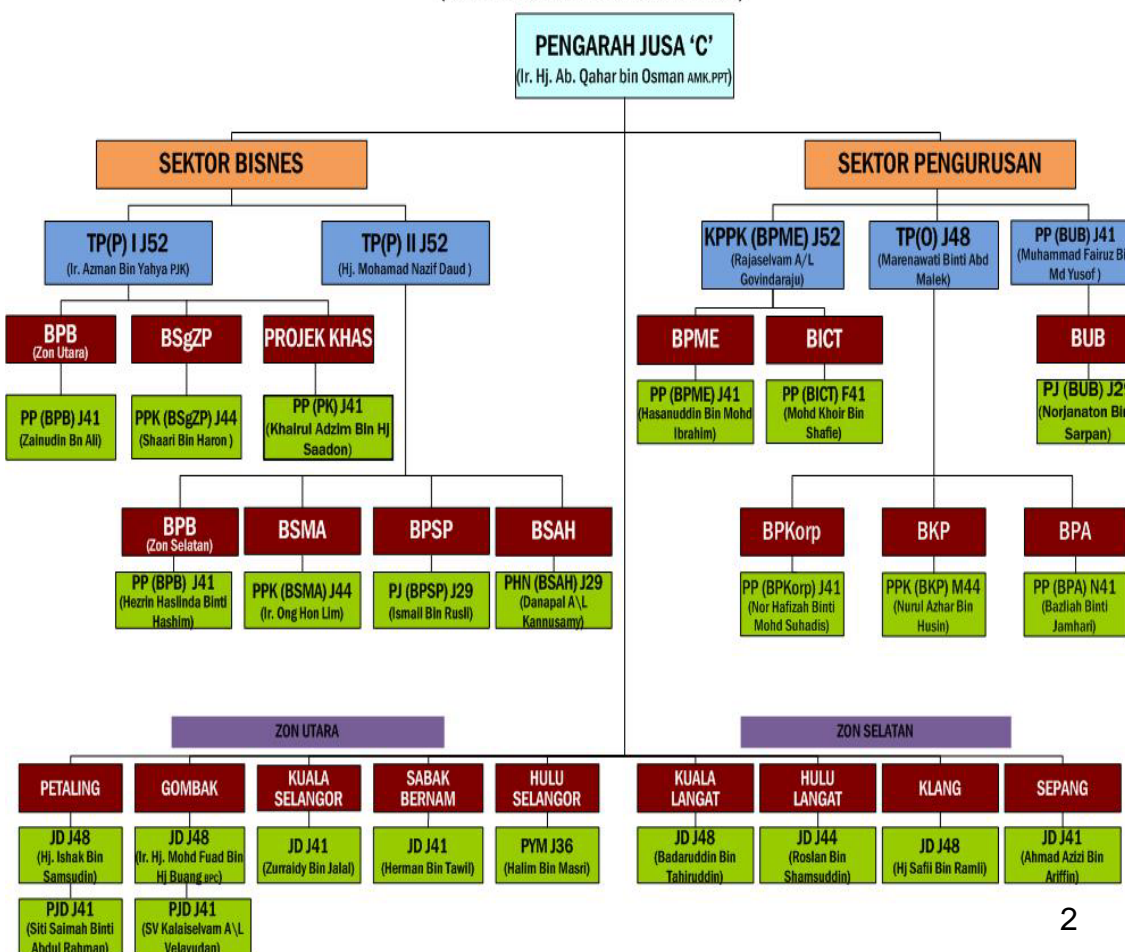 PENGARAH JUSA ‘C’
(Ir. Hj. Ab. Qahar bin Osman AMK.PPT)
SEKTOR BISNES
SEKTOR PENGURUSAN
TP(P) I J52
(Ir. Azman Bin Yahya PJK)
TP(P) II J52
(Hj. Mohamad Nazif Daud )
KPPK (BPME) J52
(Rajaselvam A/L
Govindaraju)
TP(O) J48
(Marenawati Binti Abd
Malek)
PP (BUB) J41
(Muhammad Fairuz Bi
Md Yusof )
BPB
(Zon Utara)
BSgZP
PROJEK KHAS
BPME
BICT
BUB
PP (BPB) J41
(Zainudin Bn Ali)
PPK (BSgZP) J44
(Shaari Bin Haron )
PP (PK) J41
(Khairul Adzim Bin Hj
Saadon)
PP (BPME) J41
(Hasanuddin Bin Mohd
Ibrahim)
PP (BICT) F41
(Mohd Khoir Bin
Shafie)
PJ (BUB) J29
(Norjanaton Bin
Sarpan)
BPB
(Zon Selatan)
BSMA
BPSP
BSAH
BPKorp
BKP
BPA
PP (BPB) J41
(Hezrin Haslinda Binti
Hashim)
PPK (BSMA) J44
(Ir. Ong Hon Lim)
PJ (BPSP) J29
(Ismail Bin Rusli)
PHN (BSAH) J29
(Danapal A\L
Kannusamy)
PP (BPKorp) J41
(Nor Hafizah Binti
Mohd Suhadis)
PPK (BKP) M44
(Nurul Azhar Bin
Husin)
PP (BPA) N41
(Bazliah Binti
Jamhari)
ZON UTARA
ZON SELATAN
PETALING
GOMBAK
KUALA
SELANGOR
SABAK
BERNAM
HULU
SELANGOR
KUALA
LANGAT
HULU
LANGAT
KLANG
SEPANG
JD J48
(Hj. Ishak Bin
Samsudin)
JD J48
(Ir. Hj. Mohd Fuad Bin
Hj Buang BPC)
JD J41
(Zurraidy Bin Jalal)
JD J41
(Herman Bin Tawil)
PYM J36
(Halim Bin Masri)
JD J48
(Badaruddin Bin
Tahiruddin)
JD J44
(Roslan Bin
Shamsuddin)
JD J48
(Hj Safii Bin Ramli)
JD J41
(Ahmad Azizi Bin
Ariffin)
PJD J41
(Siti Saimah Binti
Abdul Rahman)
PJD J41
(SV Kalaiselvam A\L
Velayudan)
2